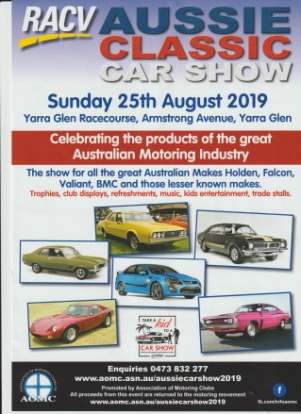 RACV AUSSIE
CLASSIC
CAR SHOW
Sunday 25th August 2019
Yarra Glen Racecourse, Armstrong Avenue, Yarra Glen
Celebrating the products of the great
Australian Motoring Industry
The show for all the great Australian Makes Holden, Falcon,
Valiant, BMC and those lesser known makes.
Trophies, club displays, refreshments, music, kids entertainment, trade stalls.
TAKE A
kid
TO A
CAR SHOW
Enquiries 0473 832 277
www.aomc.asn.au/aussiecarshow2019
Promoted by Association of Motoring Clubs
All proceeds from this event are returned to the motoring movement
www.aomc.asn.au/aussiecarshow2019
AOMC
f
fb.com/infoaomc